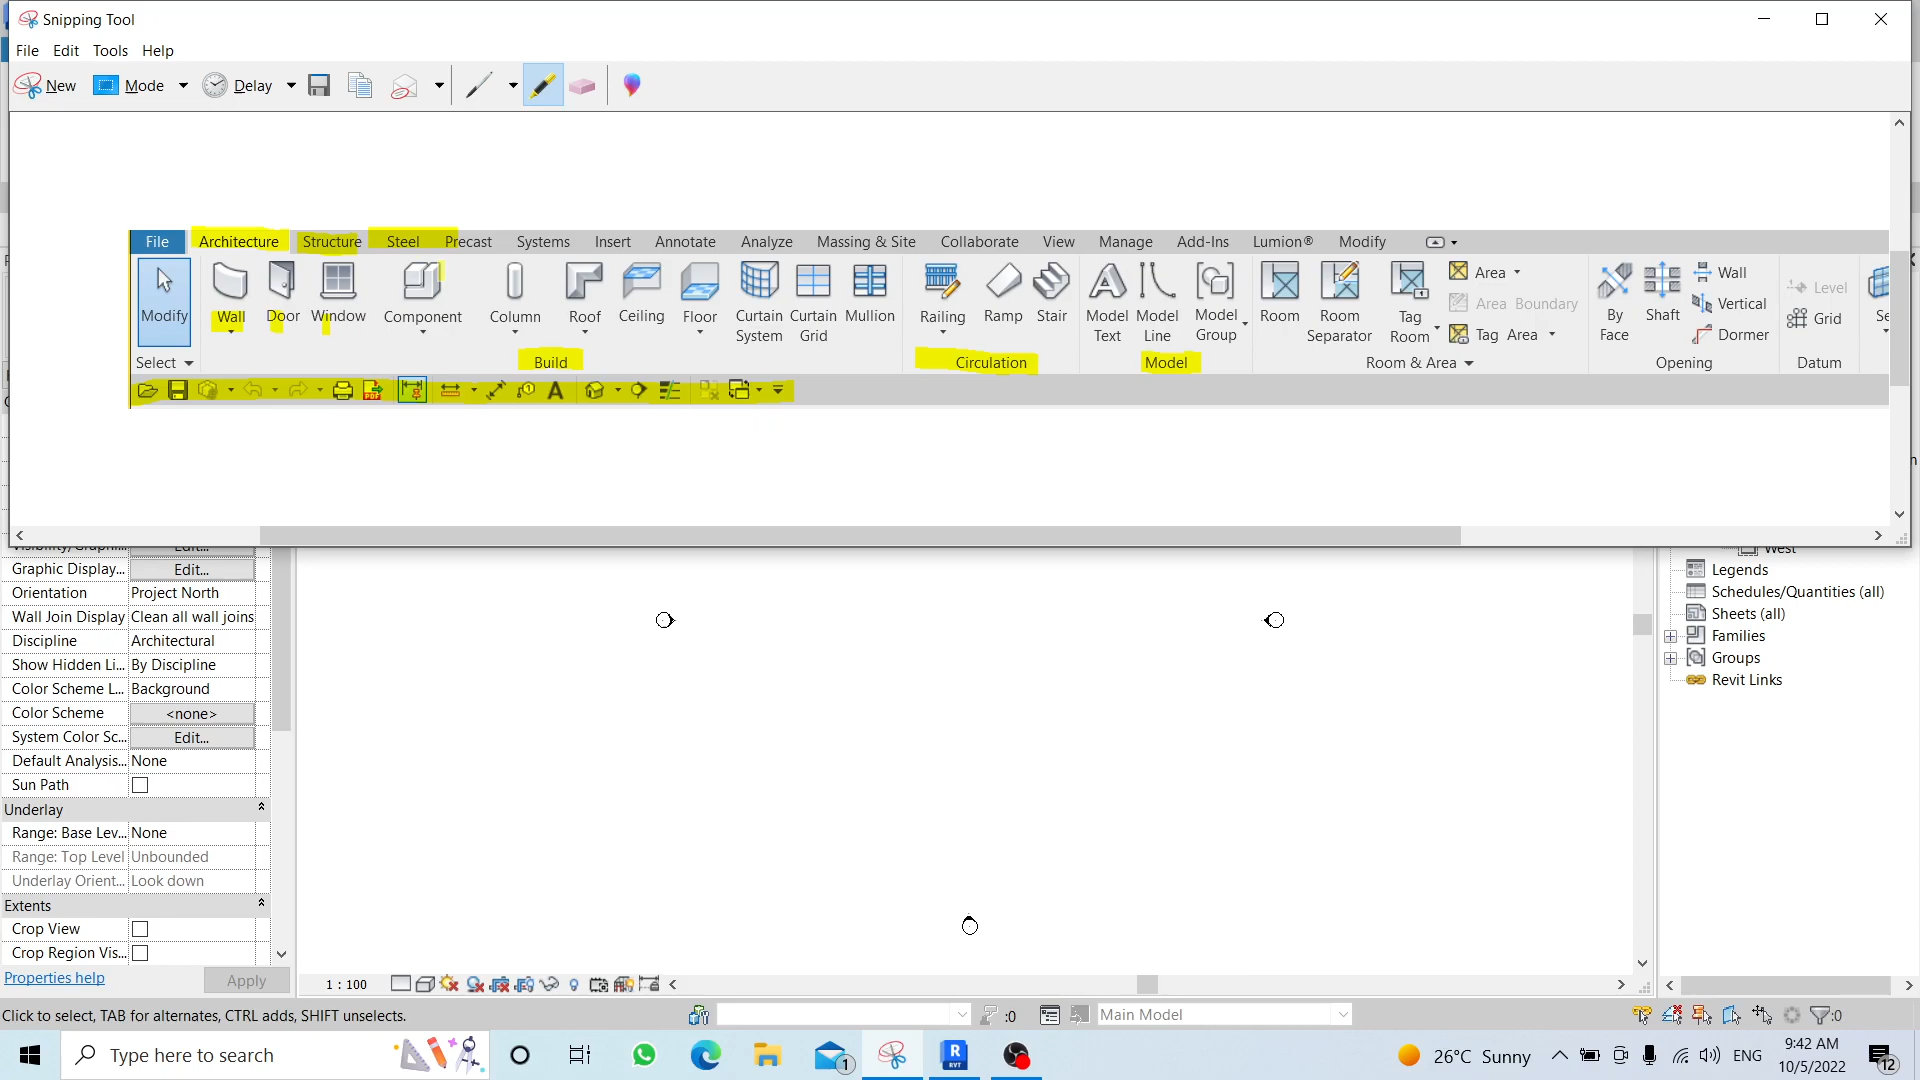 Snipping Tool
File Edit Tools Help
New Mode Delay
File Architecture Structure Steel Precast Systems Insert Annotate Analyze Massing & Site Collaborate View Manage Add-Ins Lumion® Modify
Modify Wall Door Window Component Column Roof Ceiling Floor Curtain System Curtain Grid Mullion Railing Ramp Stair Model Text Model Line Model Group Room Room Separator Tag Room
Area
Area Boundary
Tag Area
By Face Shaft
Wall
Vertical
Dormer
Level
Grid
Se
Select Build Circulation Model Room & Area Opening Datum
PDF
A
Edit...
Graphic Display... Edit...
Orientation Project North
Wall Join Display Clean all wall joins
Discipline Architectural
Show Hidden Li... By Discipline
Color Scheme L... Background
Color Scheme <none>
System Color Sc... Edit...
Default Analysis... None
Sun Path
Underlay
Range: Base Lev... None
Range: Top Level Unbounded
Underlay Orient... Look down
Extents
Crop View
Crop Region Vis...
Properties help Apply
West
Legends
Schedules/Quantities (all)
Sheets (all)
Families
Groups
Revit Links
1 : 100
Click to select, TAB for alternates, CTRL adds, SHIFT unselects.
:0
Main Model
:0
Type here to search
1
R
RVT
26°C Sunny
ENG
9:42 AM
10/5/2022
12